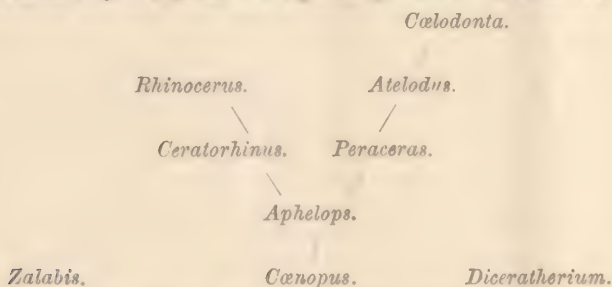 Cœlodonta.
Rhinocerus. Atelodus.
Ceratorhinus. Peraceras.
Aphelops.
Zalabis. Cœnopus. Diceratherium.